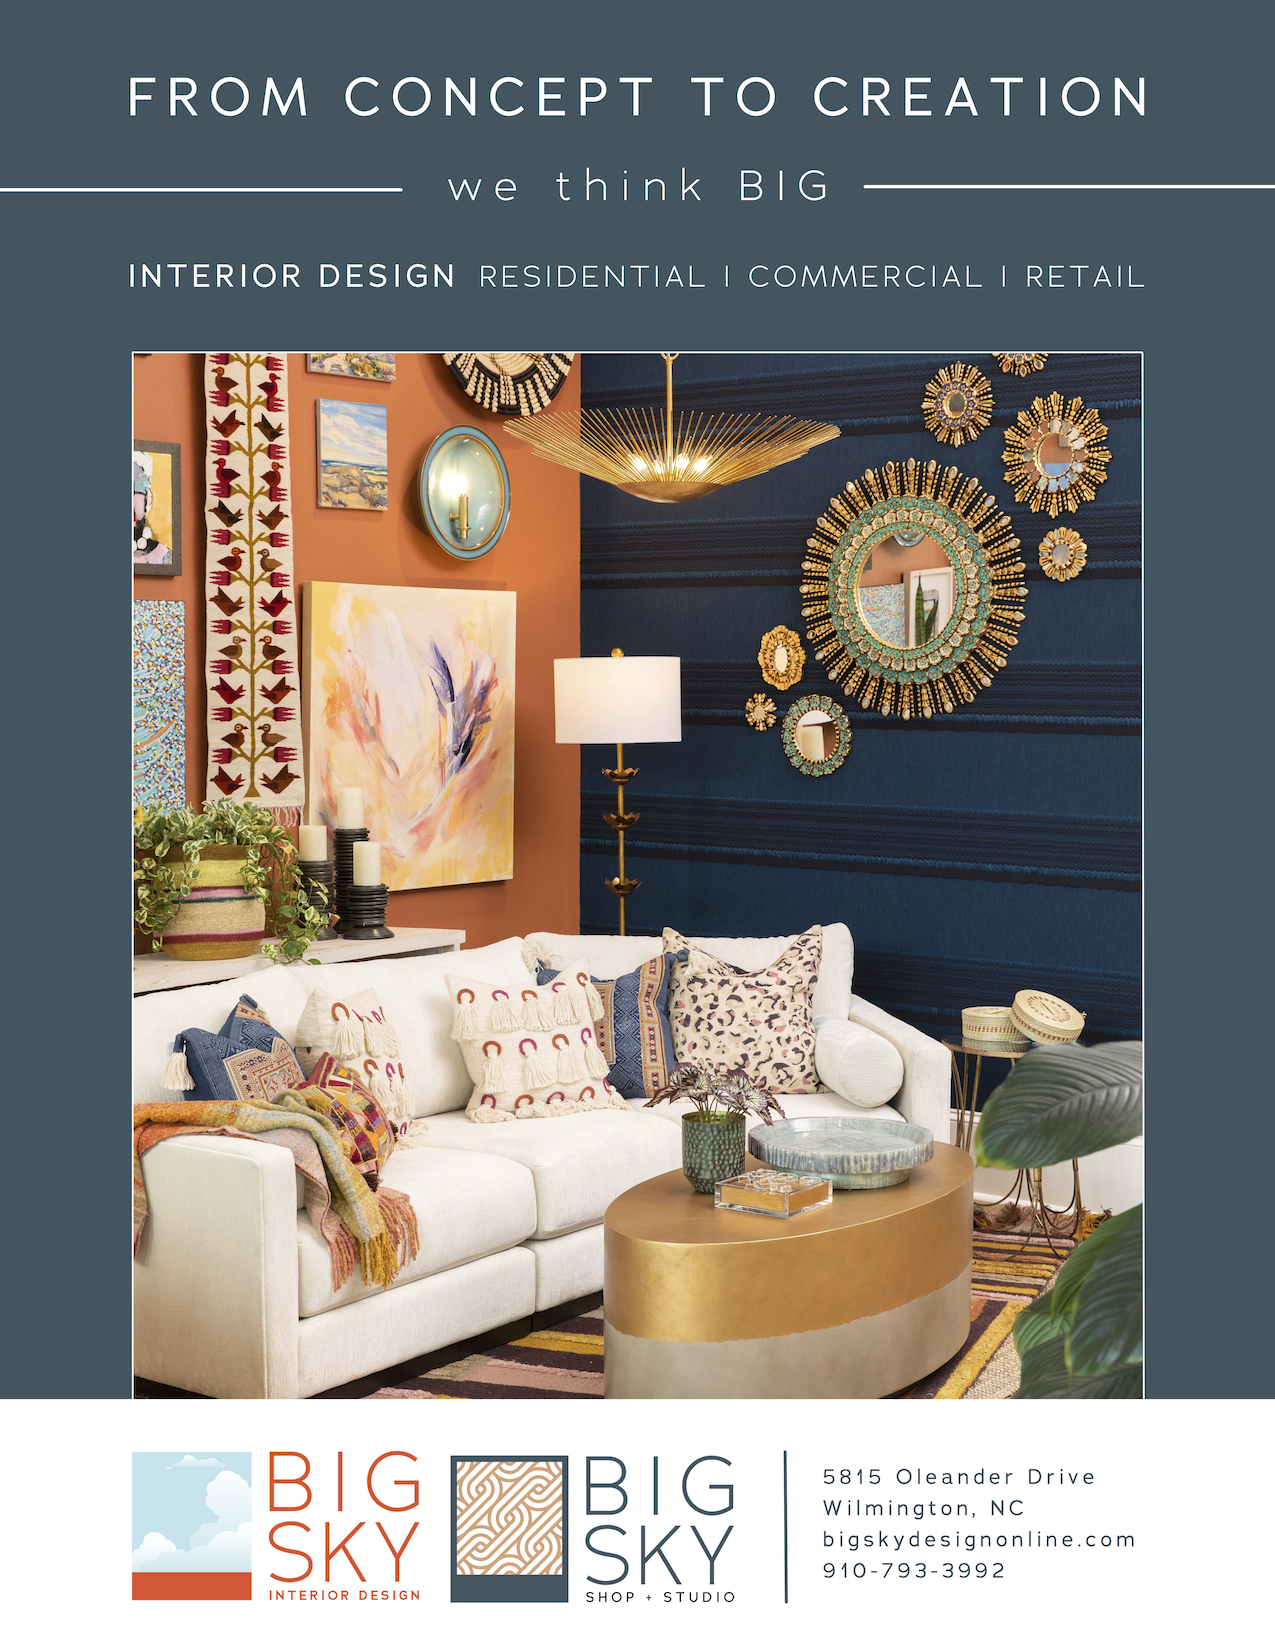 FROM CONCEPT TO CREATION
we think BIG
INTERIOR DESIGN RESIDENTIAL | COMMERCIAL | RETAIL
BIG
SKY
INTERIOR DESIGN
BIG
SKY
SHOP + STUDIO
5815 Oleander Drive
Wilmington, NC
bigskydesignonline.com
910-793-3992